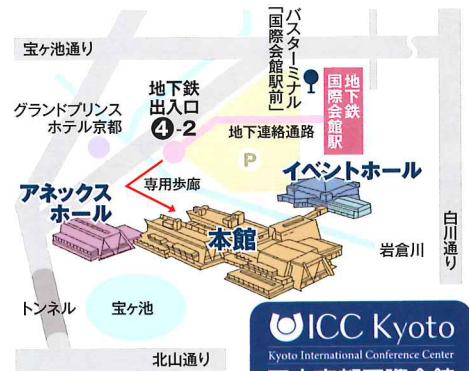 宝ヶ池通り
バスターミナル
「国際会館駅前」
地下鉄
国際会館駅
地下鉄
出入口
❹-2
グランドプリンス
ホテル京都
地下連絡通路
P
イベントホール
アネックス
ホール
専用歩廊
本館
白川通り
岩倉川
トンネル
宝ヶ池
北山通り
ICC Kyoto
Kyoto International Conference Center